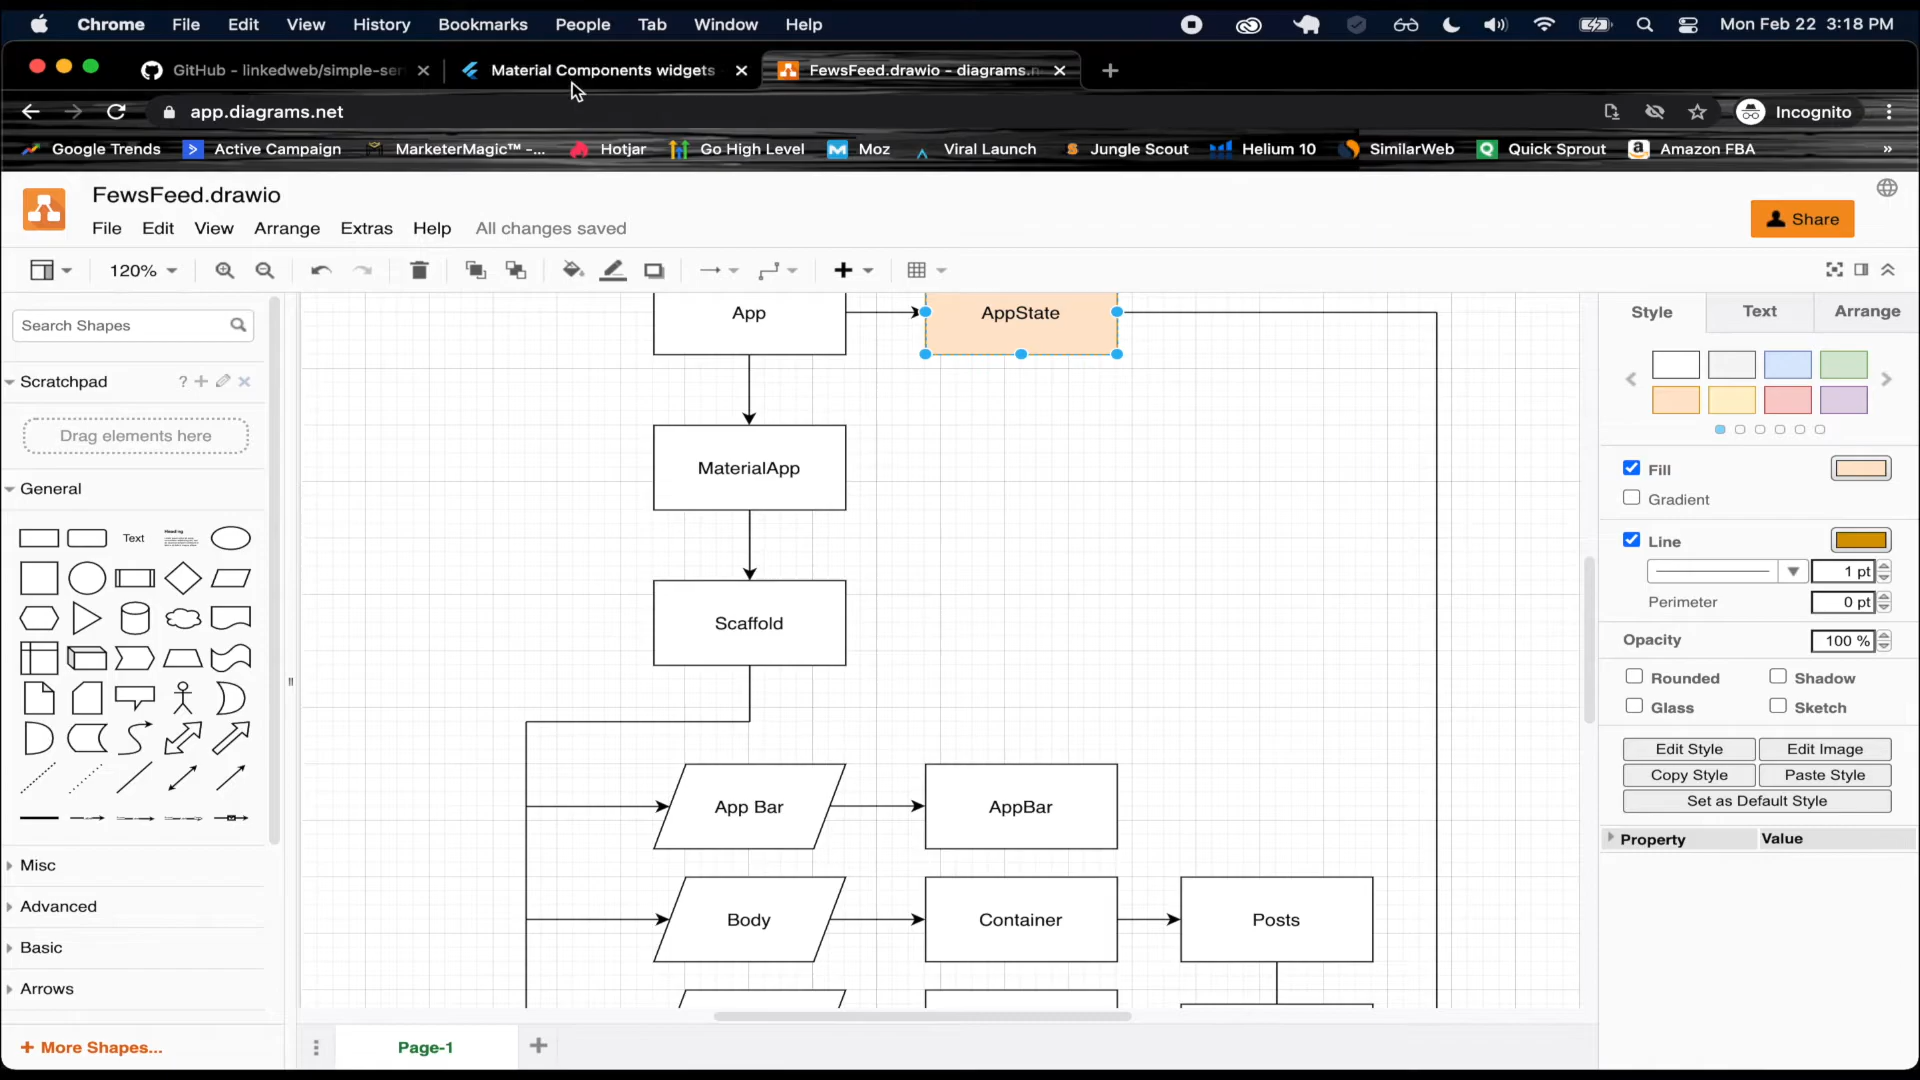 Chrome File Edit View History Bookmarks People Tab Window Help Mon Feb 22 3:18 PM
GitHub - linkedweb/simple-ser Material Components widgets FewsFeed.drawio - diagrams.n
app.diagrams.net Incognito
Google Trends Active Campaign MarketerMagic™ -... Hotjar Go High Level Moz Viral Launch Jungle Scout Helium 10 SimilarWeb Quick Sprout Amazon FBA »
FewsFeed.drawio
File Edit View Arrange Extras Help All changes saved
Share
120%
Search Shapes
Scratchpad ?
Drag elements here
General
Text
Heading
Misc
Advanced
Basic
Arrows
+ More Shapes...
App
AppState
MaterialApp
Scaffold
App Bar
AppBar
Body
Container
Posts
Page-1
Style Text Arrange
Fill
Gradient
Line
1 pt
Perimeter 0 pt
Opacity 100 %
Rounded Shadow
Glass Sketch
Edit Style Edit Image
Copy Style Paste Style
Set as Default Style
Property Value